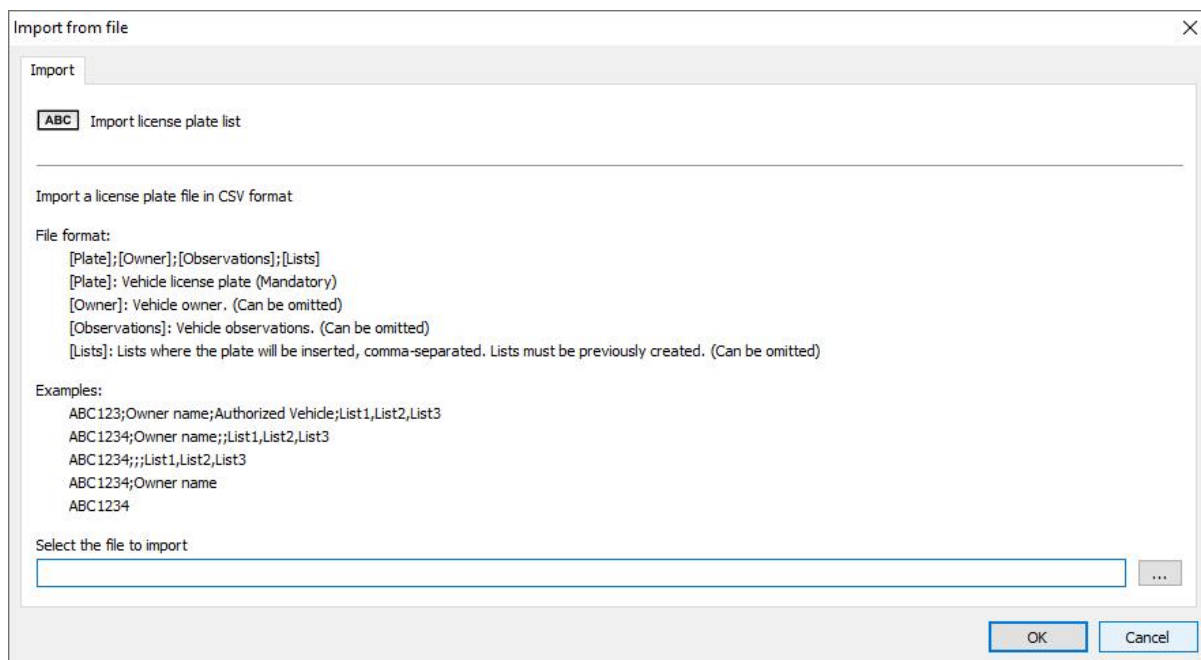 Import from file
Import
ABC Import license plate list
Import a license plate file in CSV format
File format:
[Plate];[Owner];[Observations];[Lists]
[Plate]: Vehicle license plate (Mandatory)
[Owner]: Vehicle owner. (Can be omitted)
[Observations]: Vehicle observations. (Can be omitted)
[Lists]: Lists where the plate will be inserted, comma-separated. Lists must be previously created. (Can be omitted)
Examples:
ABC123;Owner name;Authorized Vehicle;List1,List2,List3
ABC1234;Owner name;;List1,List2,List3
ABC1234;;;List1,List2,List3
ABC1234;Owner name
ABC1234
Select the file to import
...
OK Cancel